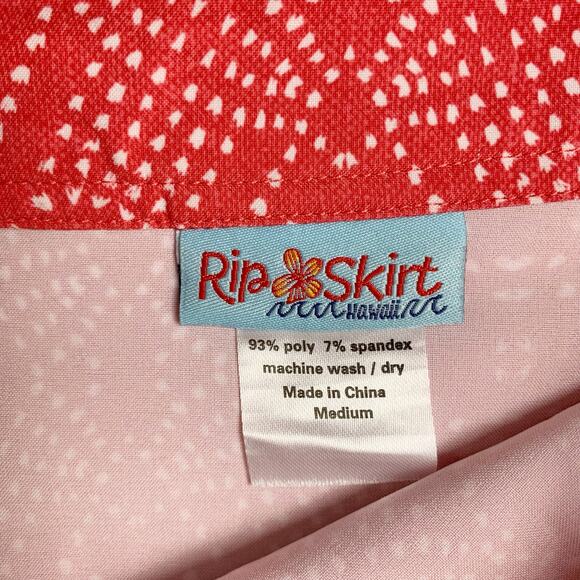 Rip Skirt
Hawaii
93% poly 7% spandex
machine wash / dry
Made in China
Medium